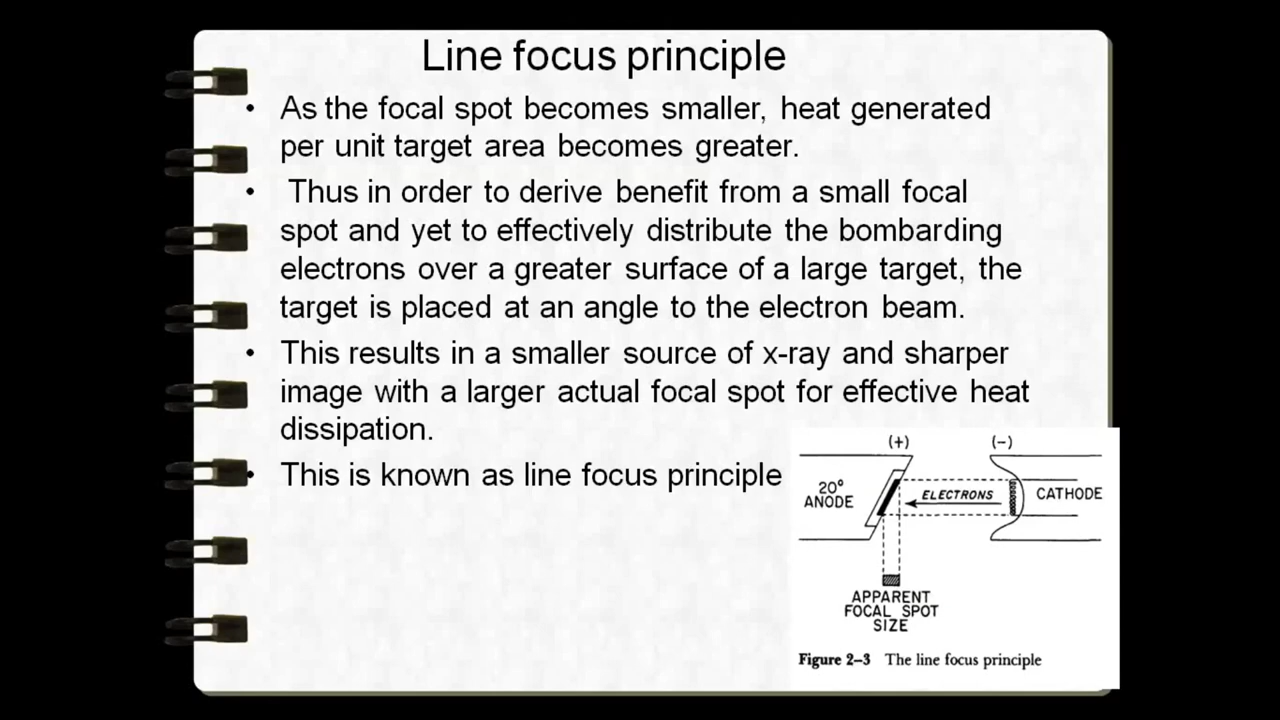 Line focus principle
• As the focal spot becomes smaller, heat generated
per unit target area becomes greater.
• Thus in order to derive benefit from a small focal
spot and yet to effectively distribute the bombarding
electrons over a greater surface of a large target, the
target is placed at an angle to the electron beam.
• This results in a smaller source of x-ray and sharper
image with a larger actual focal spot for effective heat
dissipation.
• This is known as line focus principle
(+) (−)
20°
ANODE
ELECTRONS
CATHODE
APPARENT
FOCAL SPOT
SIZE
Figure 2–3 The line focus principle